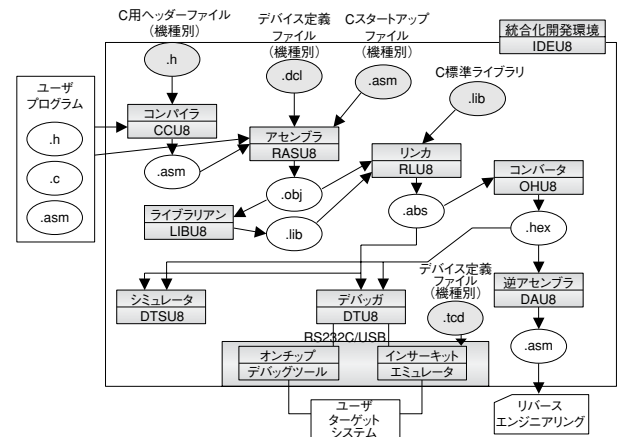 C用ヘッダーファイル
(機種別)
デバイス定義
ファイル
(機種別)
Cスタートアップ
ファイル
(機種別)
統合化開発環境
IDEU8
.h
.dcl
.asm
C標準ライブラリ
.lib
ユーザ
プログラム
.h
.c
.asm
コンパイラ
CCU8
.asm
アセンブラ
RASU8
リンカ
RLU8
コンバータ
OHU8
.obj
.abs
ライブラリアン
LIBU8
.lib
.hex
シミュレータ
DTSU8
デバッガ
DTU8
デバイス定義
ファイル
(機種別)
.tcd
逆アセンブラ
DAU8
RS232C/USB
オンチップ
デバッグツール
インサーキット
エミュレータ
.asm
ユーザ
ターゲット
システム
リバース
エンジニアリング